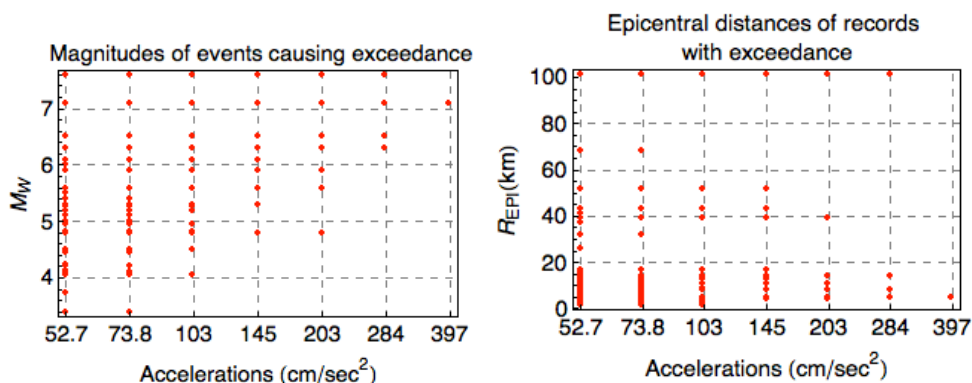 Magnitudes of events causing exceedance
7
6
5
4
M_W
52.7 73.8 103 145 203 284 397
Accelerations (cm/sec²)
Epicentral distances of records
with exceedance
100
80
60
40
20
0
R_EPI(km)
52.7 73.8 103 145 203 284 397
Accelerations (cm/sec²)